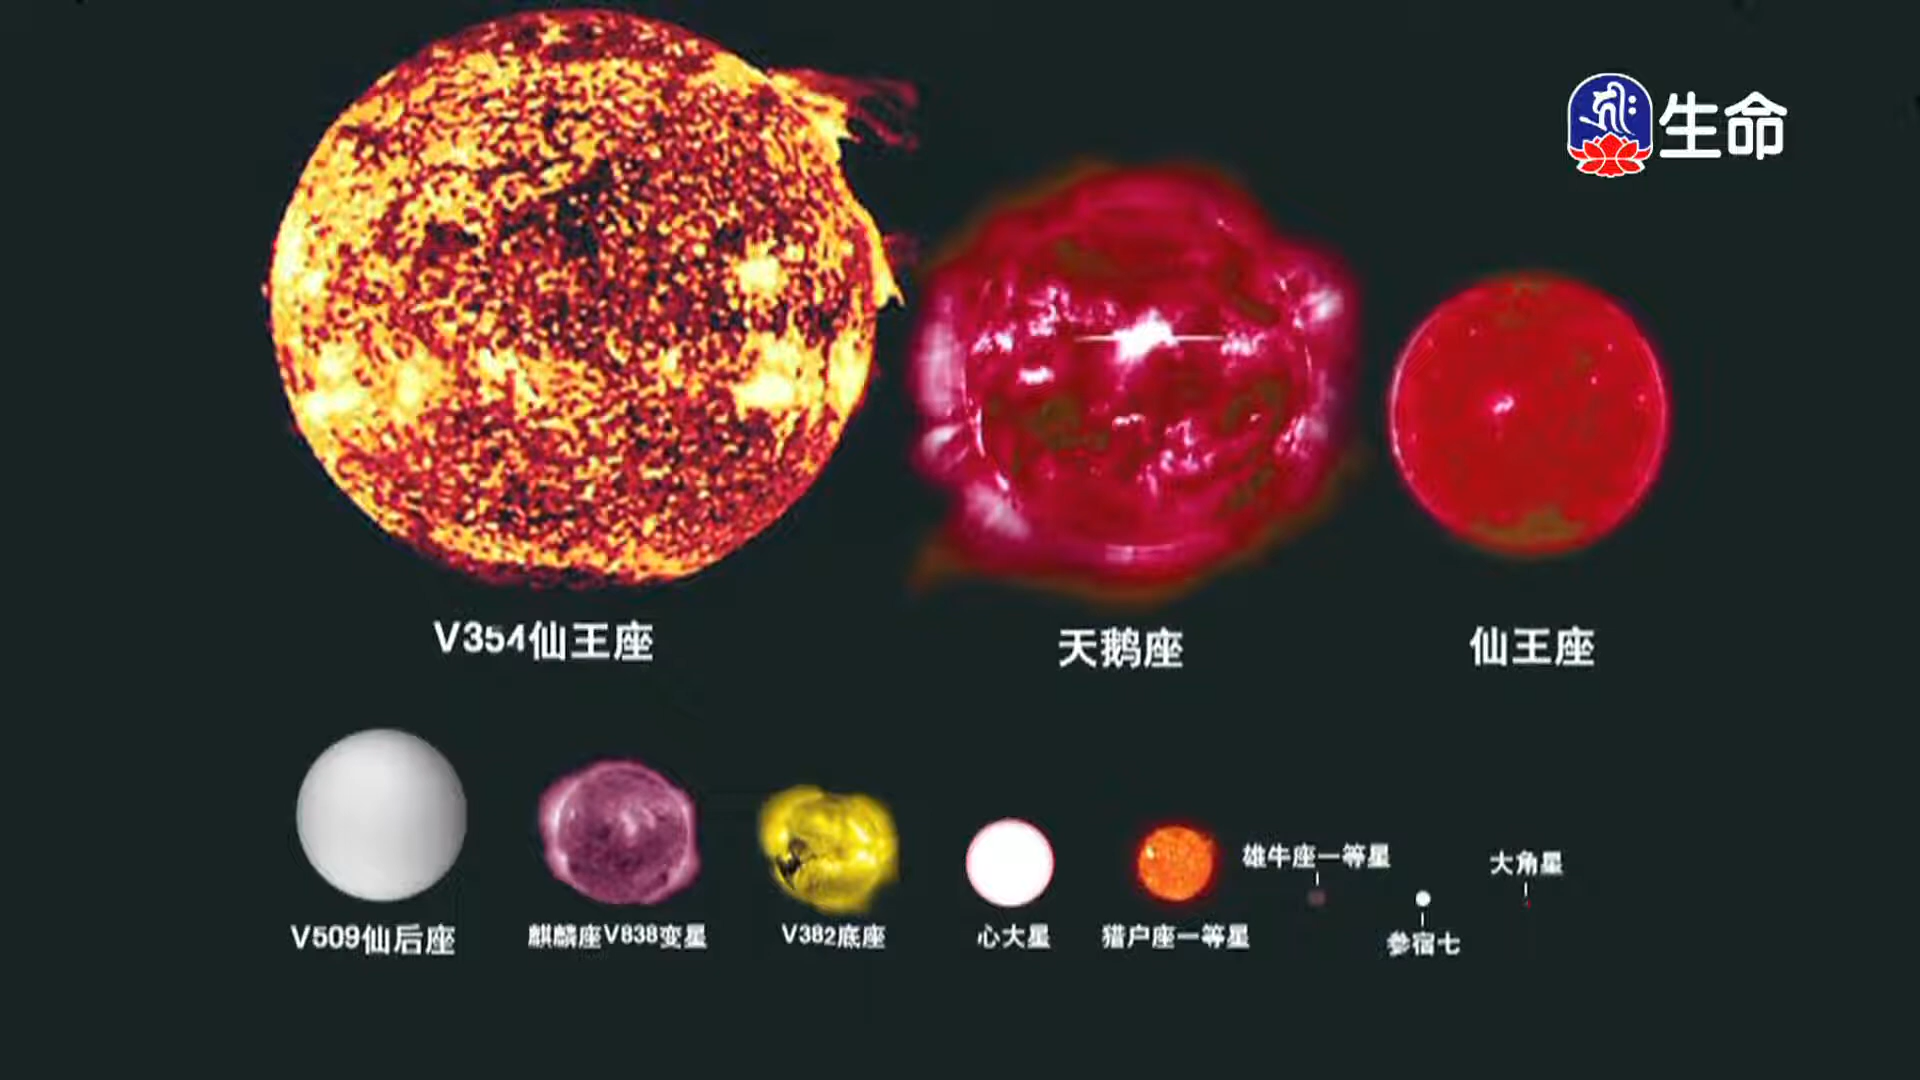 生命
V354仙王座
天鹅座
仙王座
V509仙后座
麒麟座V838变星
V382底座
心大星
猎户座一等星
雄牛座一等星
参宿七
大角星